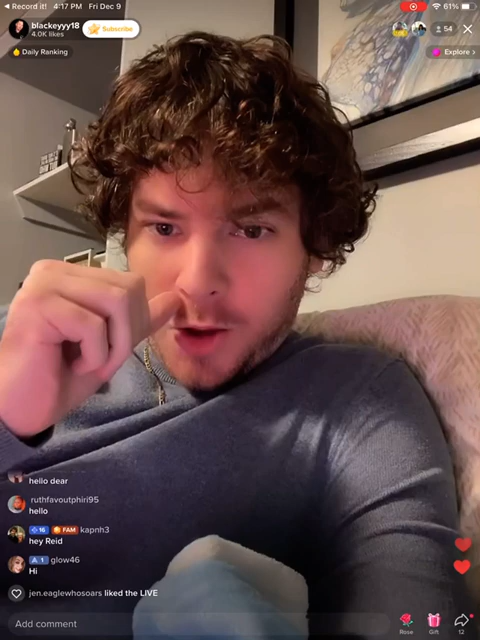 Record it! 4:17 PM Fri Dec 9 61%
blackeyyy18
4.0K likes
Subscribe
54
Daily Ranking
Explore
hello dear
ruthfavoutphiri95
hello
16 FAM kapnh3
hey Reid
A 1 glow46
Hi
jen.eaglewhosoars liked the LIVE
Add comment
Rose
Gift
12